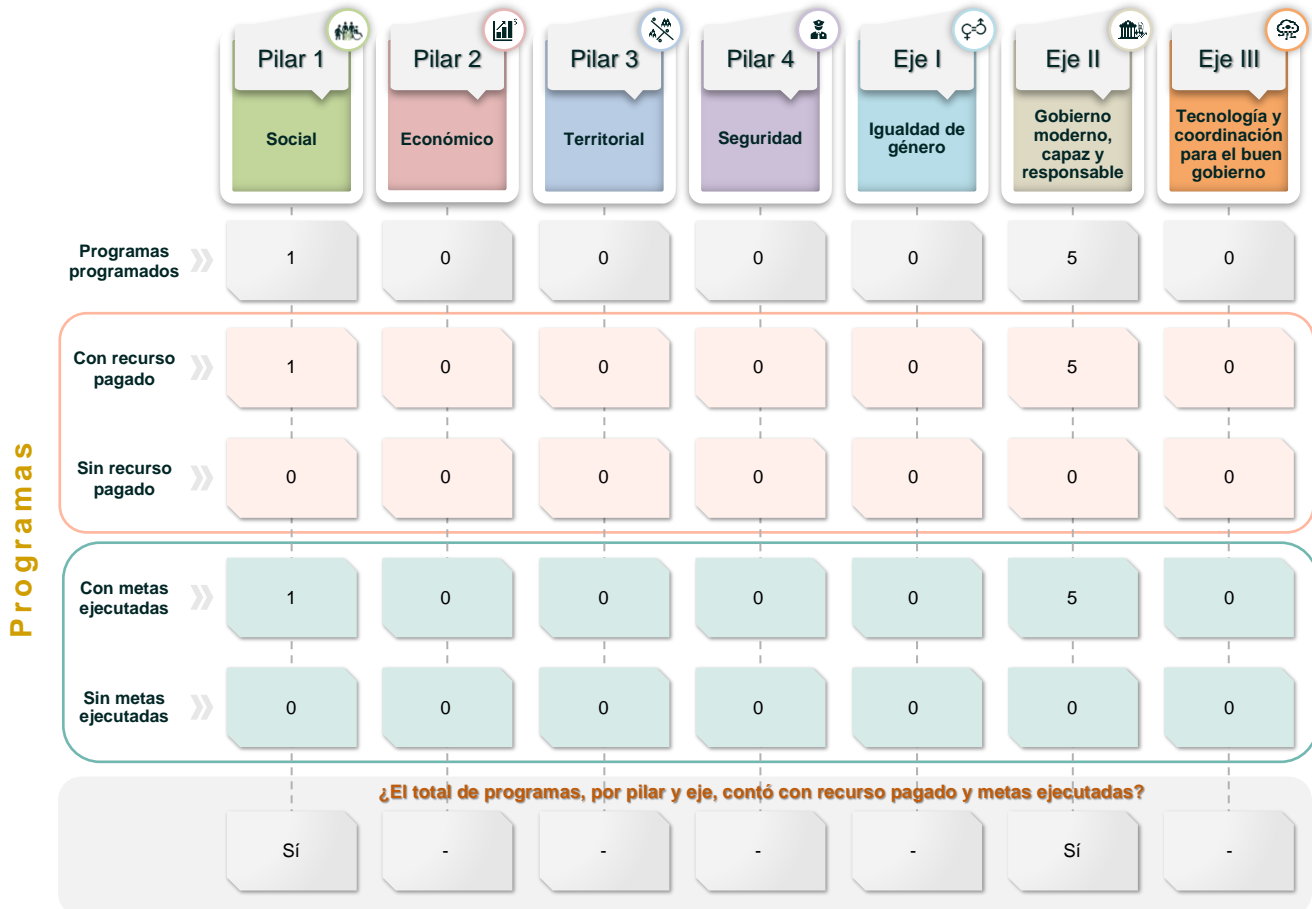 Pilar 1
Pilar 2
Pilar 3
Pilar 4
Eje I
Eje II
Eje III
Social
Económico
Territorial
Seguridad
Igualdad de
género
Gobierno
moderno,
capaz y
responsable
Tecnología y
coordinación
para el buen
gobierno
Programas
Programas
programados
1 0 0 0 0 5 0
Con recurso
pagado
1 0 0 0 0 5 0
Sin recurso
pagado
0 0 0 0 0 0 0
Con metas
ejecutadas
1 0 0 0 0 5 0
Sin metas
ejecutadas
0 0 0 0 0 0 0
¿El total de programas, por pilar y eje, contó con recurso pagado y metas ejecutadas?
Sí - - - - Sí -